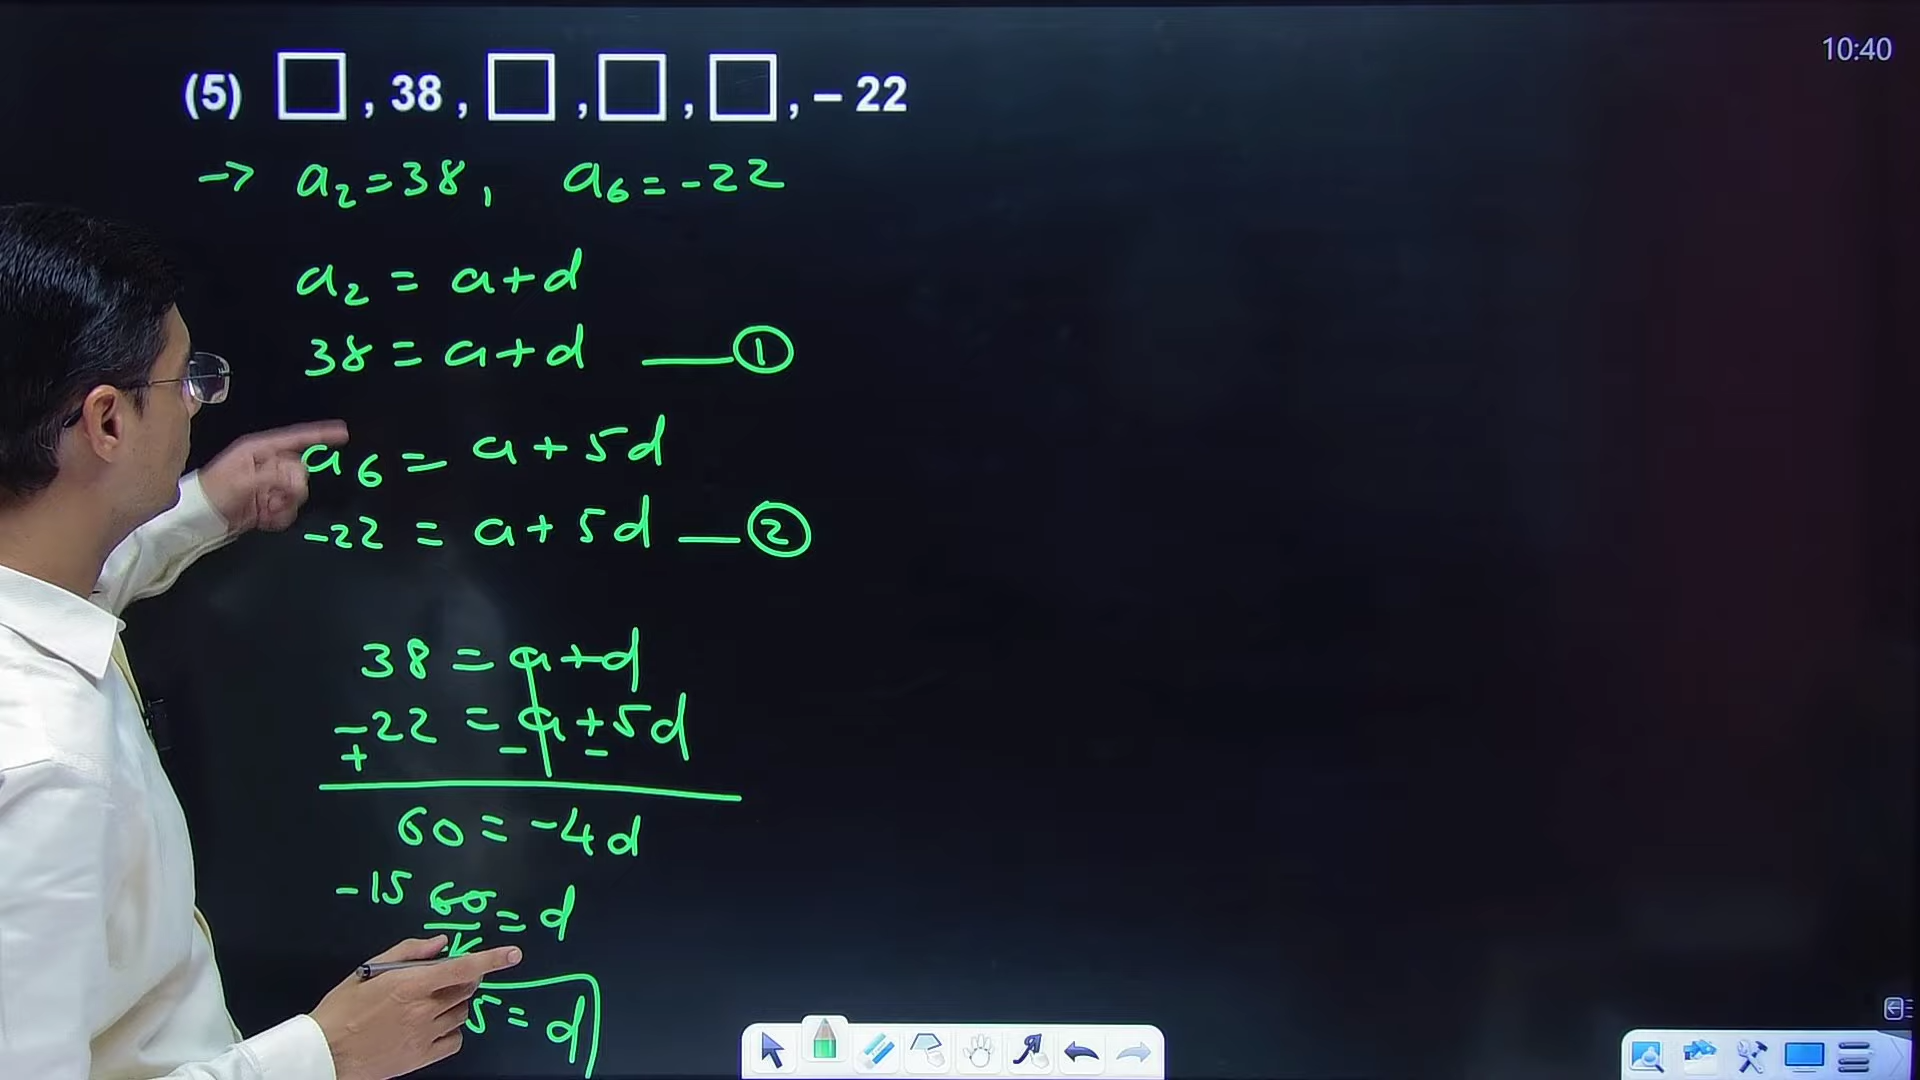 10:40
(5) □ , 38 , □ , □ , □ , – 22
→ a₂ = 38, a₆ = -22
a₂ = a + d
38 = a + d —— ①
a₆ = a + 5d
-22 = a + 5d — ②
38 = a + d
-22 = a + 5d
+ - -
60 = -4d
-15 60 = d
5 = d